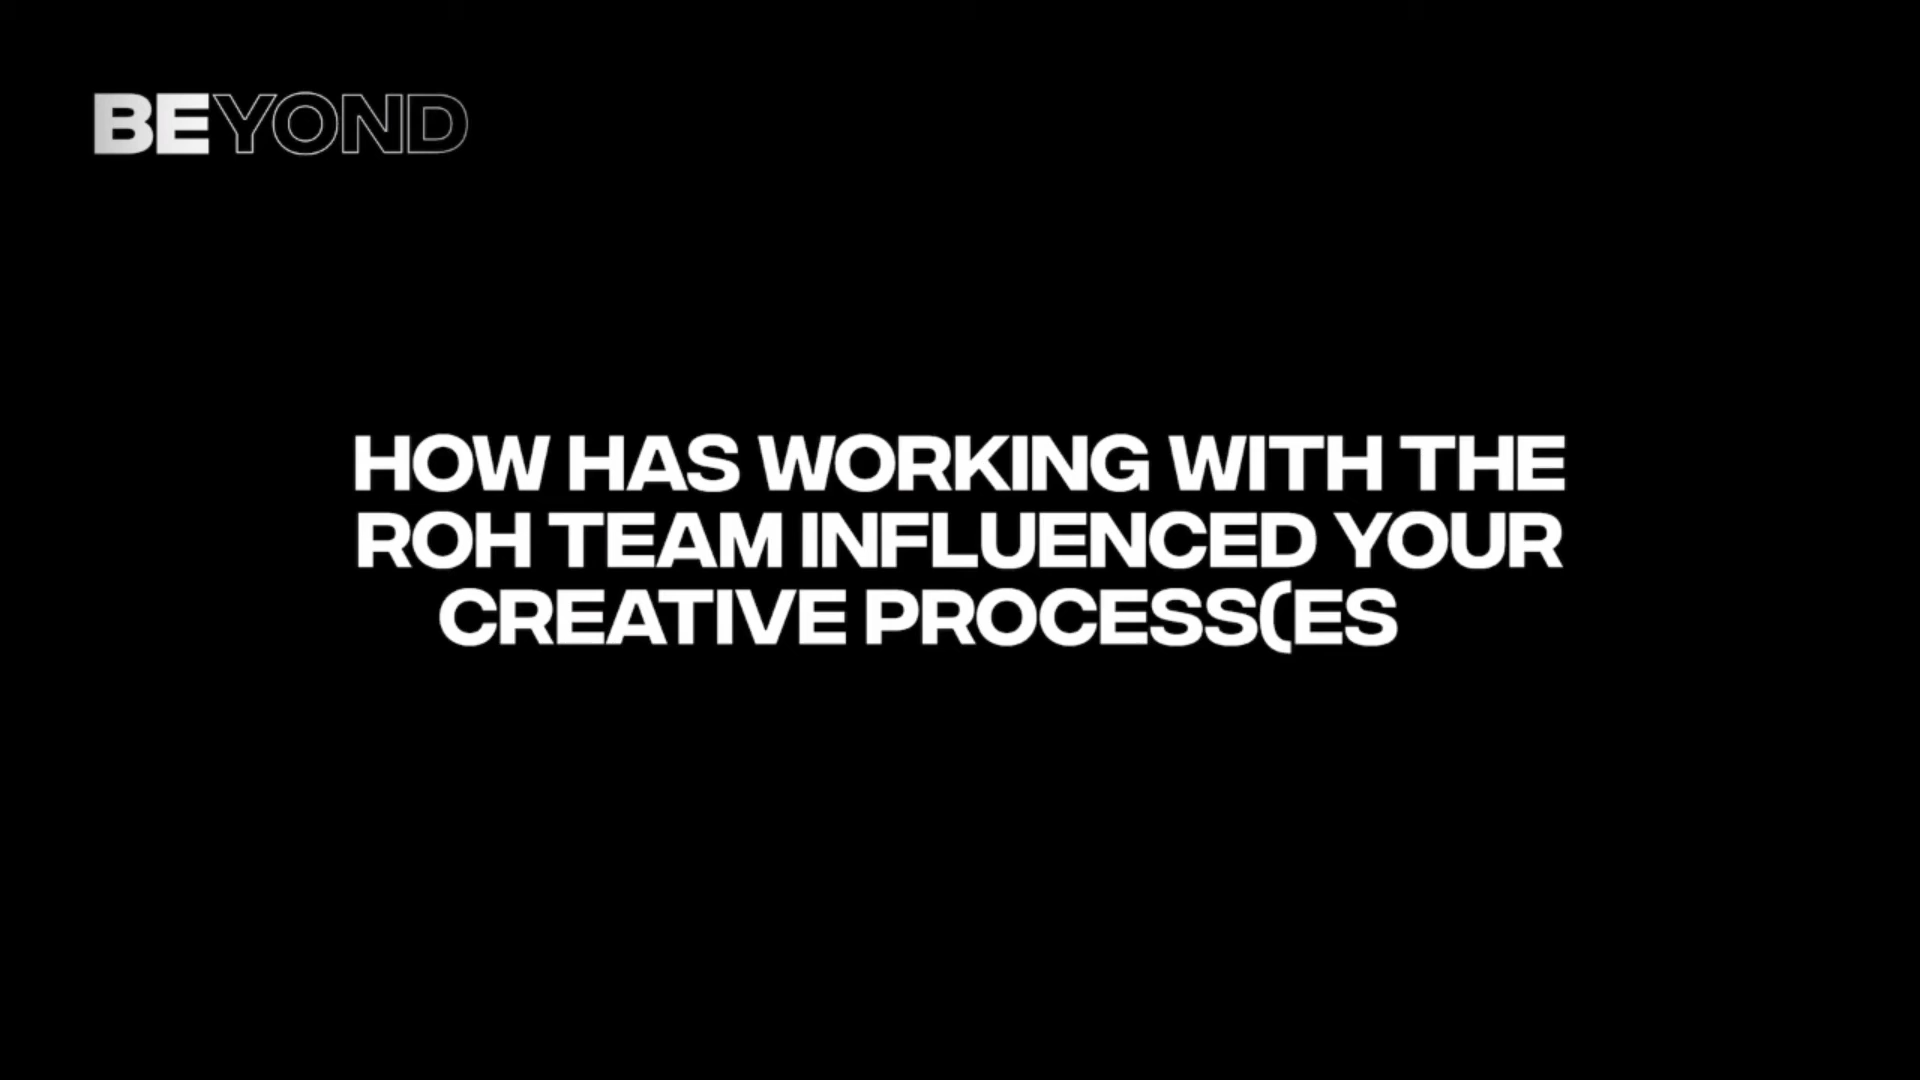 BEYOND
HOW HAS WORKING WITH THE
ROH TEAM INFLUENCED YOUR
CREATIVE PROCESS(ES